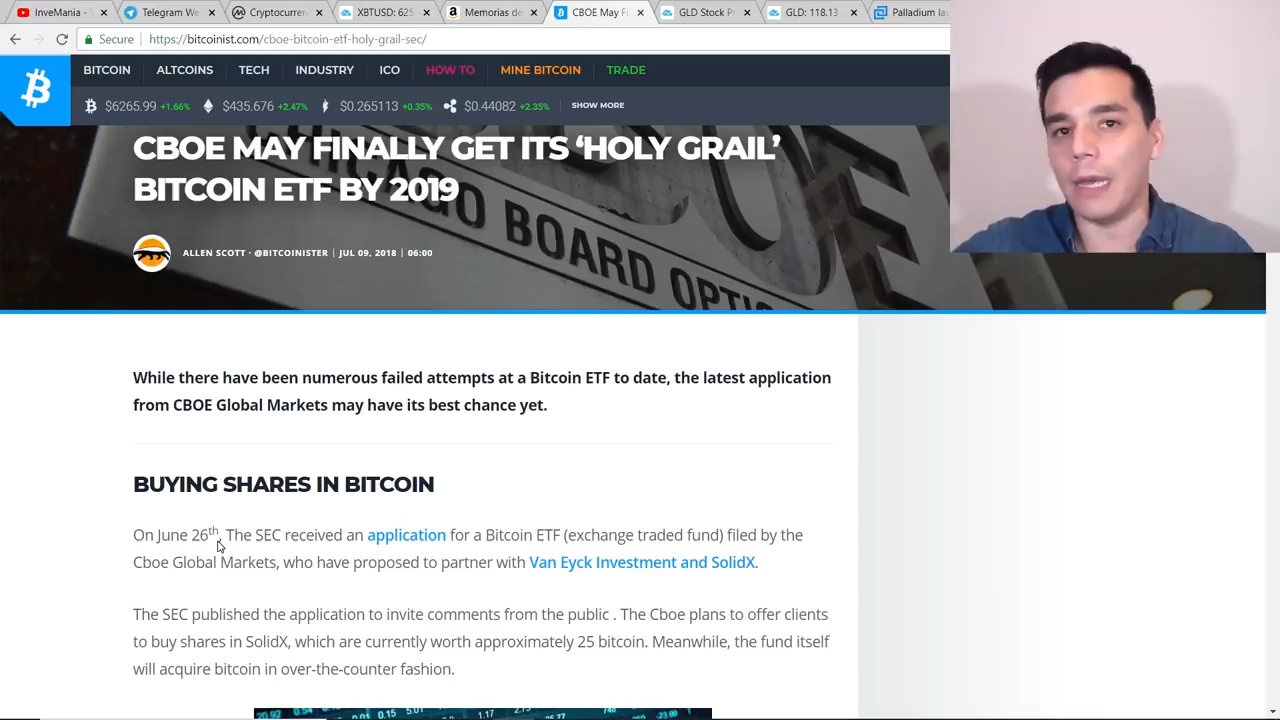 InveMania -
Telegram We
Cryptocurren
XBTUSD: 625
Memorias de
CBOE May Fi
GLD Stock
GLD: 118.13
Palladium la
Secure https://bitcoinist.com/cboe-bitcoin-etf-holy-grail-sec/
BITCOIN ALTCOINS TECH INDUSTRY ICO HOW TO MINE BITCOIN TRADE
$6265.99 +1.66% $435.676 +2.47% $0.265113 +0.35% $0.44082 +2.35% SHOW MORE
CBOE MAY FINALLY GET ITS ‘HOLY GRAIL’
BITCOIN ETF BY 2019
BOARD OPTIO
ALLEN SCOTT · @BITCOINISTER | JUL 09, 2018 | 06:00
While there have been numerous failed attempts at a Bitcoin ETF to date, the latest application
from CBOE Global Markets may have its best chance yet.
BUYING SHARES IN BITCOIN
On June 26th, The SEC received an application for a Bitcoin ETF (exchange traded fund) filed by the
Cboe Global Markets, who have proposed to partner with Van Eyck Investment and SolidX.
The SEC published the application to invite comments from the public . The Cboe plans to offer clients
to buy shares in SolidX, which are currently worth approximately 25 bitcoin. Meanwhile, the fund itself
will acquire bitcoin in over-the-counter fashion.